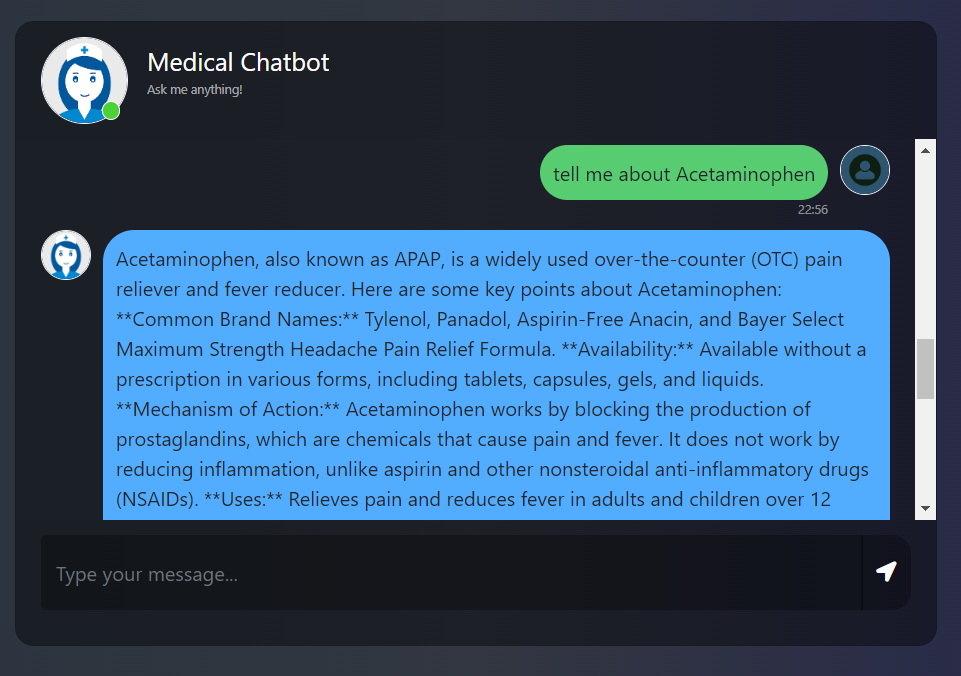 Medical Chatbot
Ask me anything!
tell me about Acetaminophen
22:56
Acetaminophen, also known as APAP, is a widely used over-the-counter (OTC) pain
reliever and fever reducer. Here are some key points about Acetaminophen:
**Common Brand Names:** Tylenol, Panadol, Aspirin-Free Anacin, and Bayer Select
Maximum Strength Headache Pain Relief Formula. **Availability:** Available without a
prescription in various forms, including tablets, capsules, gels, and liquids.
**Mechanism of Action:** Acetaminophen works by blocking the production of
prostaglandins, which are chemicals that cause pain and fever. It does not work by
reducing inflammation, unlike aspirin and other nonsteroidal anti-inflammatory drugs
(NSAIDs). **Uses:** Relieves pain and reduces fever in adults and children over 12
Type your message...